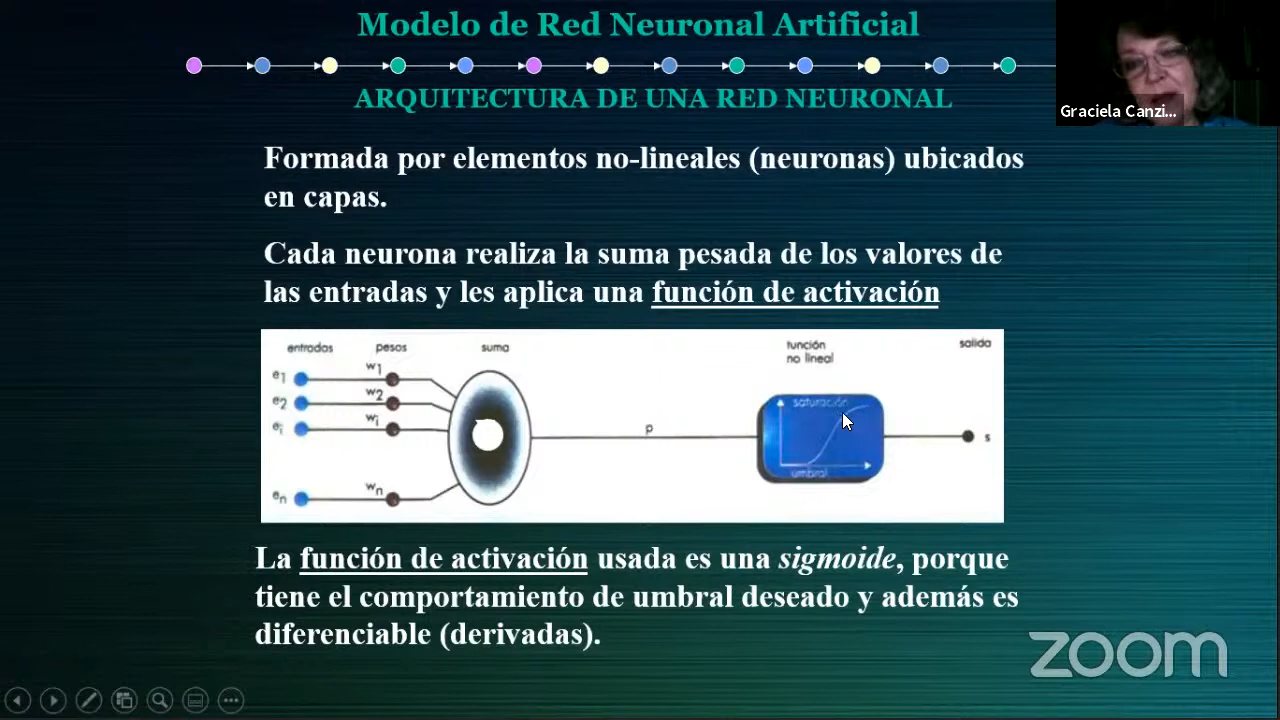 Modelo de Red Neuronal Artificial
ARQUITECTURA DE UNA RED NEURONAL
Graciela Canzi...
Formada por elementos no-lineales (neuronas) ubicados
en capas.
Cada neurona realiza la suma pesada de los valores de
las entradas y les aplica una función de activación
entradas pesos suma función salida
no lineal
e1 w1
e2 w2
ei wi
en wn
p
s
saturación
umbral
La función de activación usada es una sigmoide, porque
tiene el comportamiento de umbral deseado y además es
diferenciable (derivadas).
zoom